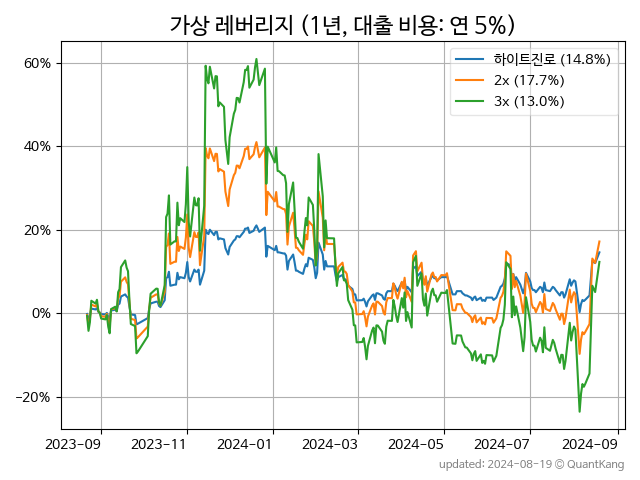 가상 레버리지 (1년, 대출 비용: 연 5%)
하이트진로 (14.8%)
2x (17.7%)
3x (13.0%)
60%
40%
20%
0%
−20%
2023-09 2023-11 2024-01 2024-03 2024-05 2024-07 2024-09
updated: 2024-08-19 © QuantKang